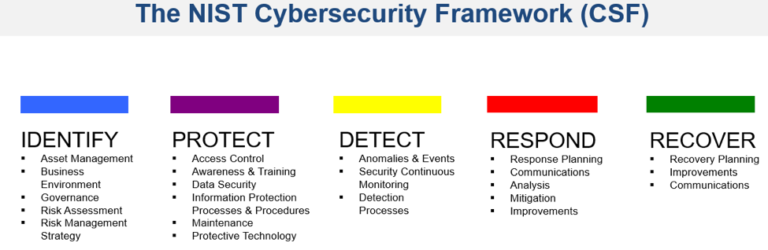 The NIST Cybersecurity Framework (CSF)
IDENTIFY
▪ Asset Management
▪ Business
Environment
▪ Governance
▪ Risk Assessment
▪ Risk Management
Strategy
PROTECT
▪ Access Control
▪ Awareness & Training
▪ Data Security
▪ Information Protection
Processes & Procedures
▪ Maintenance
▪ Protective Technology
DETECT
▪ Anomalies & Events
▪ Security Continuous
Monitoring
▪ Detection
Processes
RESPOND
▪ Response Planning
▪ Communications
▪ Analysis
▪ Mitigation
▪ Improvements
RECOVER
▪ Recovery Planning
▪ Improvements
▪ Communications